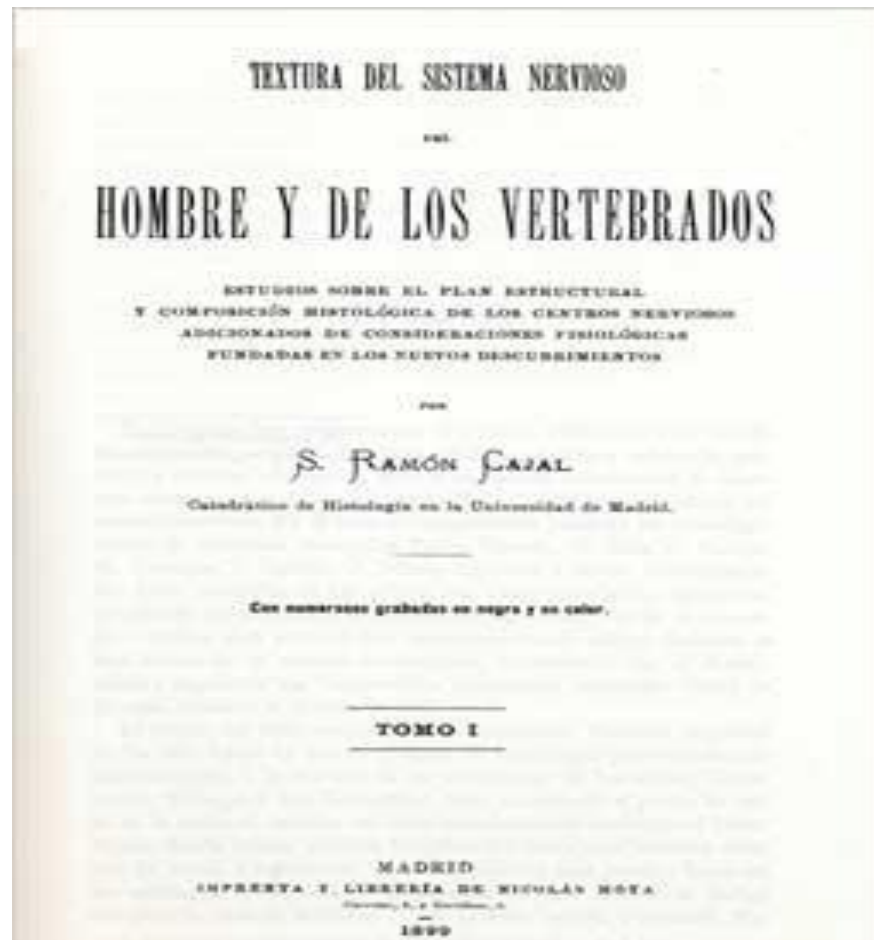 TEXTURA DEL SISTEMA NERVIOSO
DEL
HOMBRE Y DE LOS VERTEBRADOS
ESTUDIOS SOBRE EL PLAN ESTRUCTURAL
Y COMPOSICIÓN HISTOLÓGICA DE LOS CENTROS NERVIOSOS
ADICIONADOS DE CONSIDERACIONES FISIOLÓGICAS
FUNDADAS EN LOS NUEVOS DESCUBRIMIENTOS
POR
S. RAMÓN CAJAL
Catedrático de Histología en la Universidad de Madrid.
Con numerosos grabados en negro y en color.
TOMO I
MADRID
IMPRENTA Y LIBRERÍA DE NICOLÁS MOYA
1899